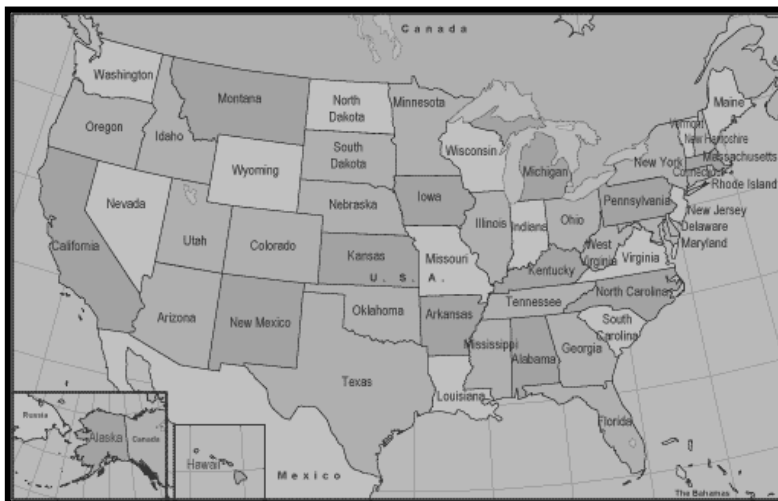 Canada
Washington
Montana
North
Dakota
Minnesota
Maine
Oregon
Idaho
Wyoming
South
Dakota
Wisconsin
Michigan
Vermont
New Hampshire
New York
Massachusetts
Connecticut
Rhode Island
Nevada
Utah
Colorado
Nebraska
Iowa
Illinois
Indiana
Ohio
Pennsylvania
New Jersey
Delaware
Maryland
California
Kansas
Missouri
West
Virginia
Virginia
Kentucky
U. S. A.
Arizona
New Mexico
Oklahoma
Arkansas
Tennessee
North Carolina
South
Carolina
Texas
Louisiana
Mississippi
Alabama
Georgia
Florida
Russia
Alaska
Canada
Hawaii
Mexico
The Bahamas